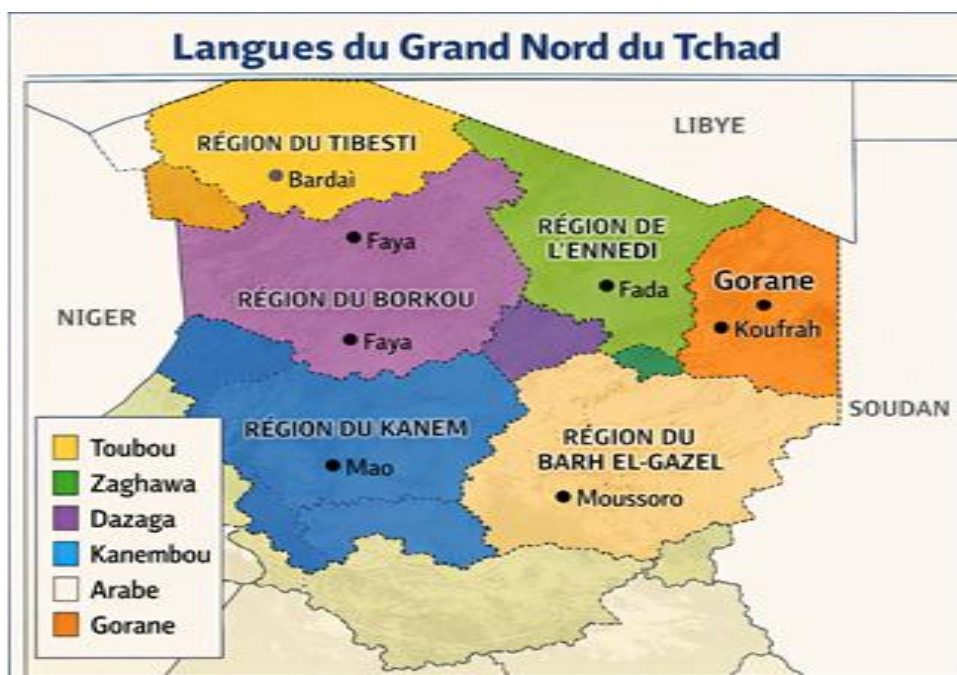 Langues du Grand Nord du Tchad
LIBYE
RÉGION DU TIBESTI
Bardaì
RÉGION DE
L'ENNEDI
Faya
Gorane
Fada
RÉGION DU BORKOU
NIGER
Koufrah
Faya
SOUDAN
RÉGION DU KANEM
RÉGION DU
BARH EL-GAZEL
Mao
Moussoro
Toubou
Zaghawa
Dazaga
Kanembou
Arabe
Gorane